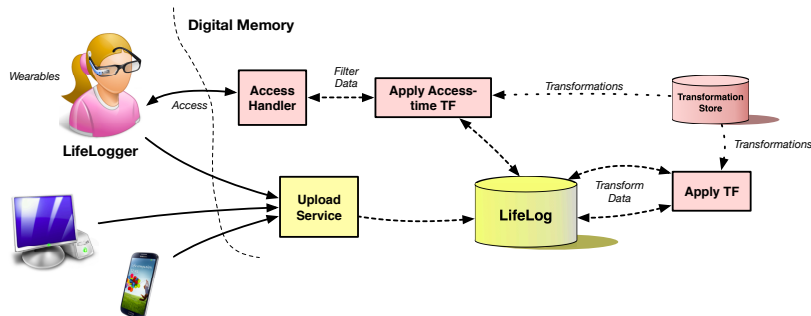 Digital Memory
Wearables
Access
LifeLogger
Access
Handler
Filter
Data
Apply Access-
time TF
Transformations
Transformation
Store
Transformations
Upload
Service
LifeLog
Transform
Data
Apply TF